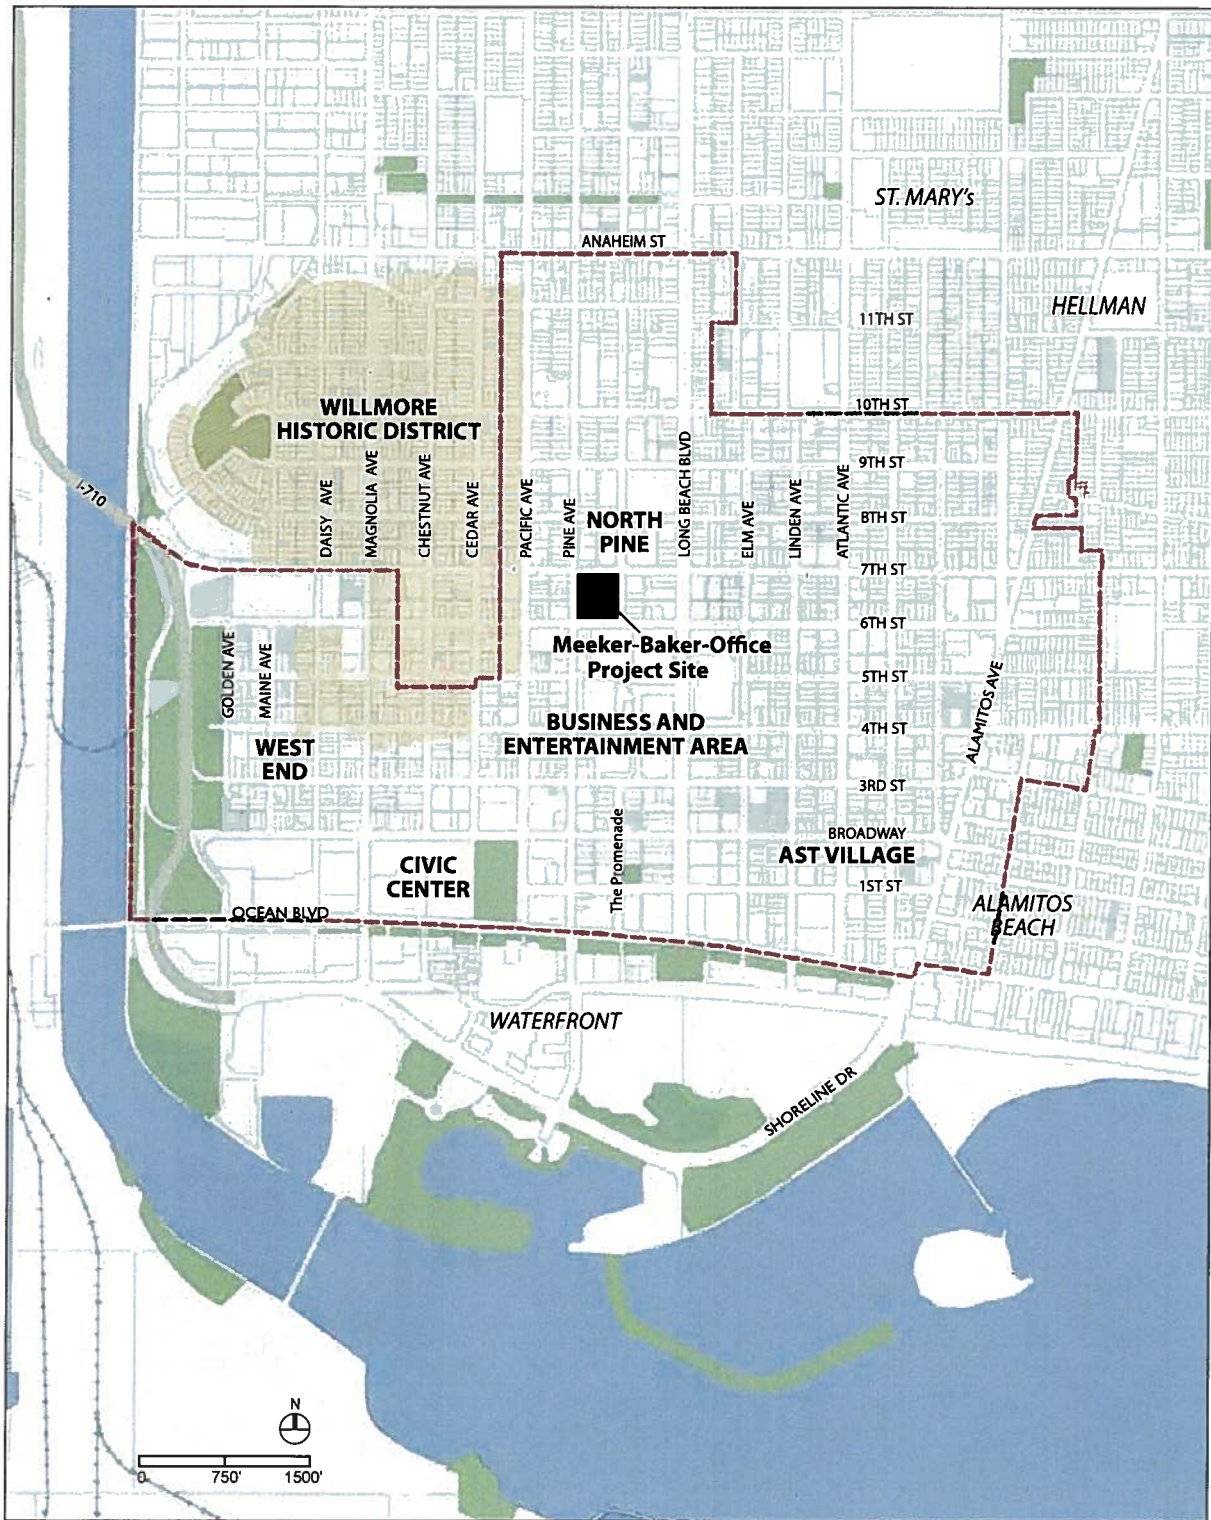 ST. MARY's
ANAHEIM ST
HELLMAN
11TH ST
WILLMORE
HISTORIC DISTRICT
10TH ST
I-710
DAISY AVE
MAGNOLIA AVE
CHESTNUT AVE
CEDAR AVE
PACIFIC AVE
PINE AVE
NORTH
PINE
LONG BEACH BLVD
ELM AVE
LINDEN AVE
ATLANTIC AVE
9TH ST
8TH ST
7TH ST
6TH ST
Meeker-Baker-Office
Project Site
5TH ST
GOLDEN AVE
MAINE AVE
ALAMITOS AVE
BUSINESS AND
ENTERTAINMENT AREA
4TH ST
WEST
END
3RD ST
The Promenade
BROADWAY
AST VILLAGE
CIVIC
CENTER
1ST ST
OCEAN BLVD
ALAMITOS
BEACH
WATERFRONT
SHORELINE DR
N
0 750' 1500'